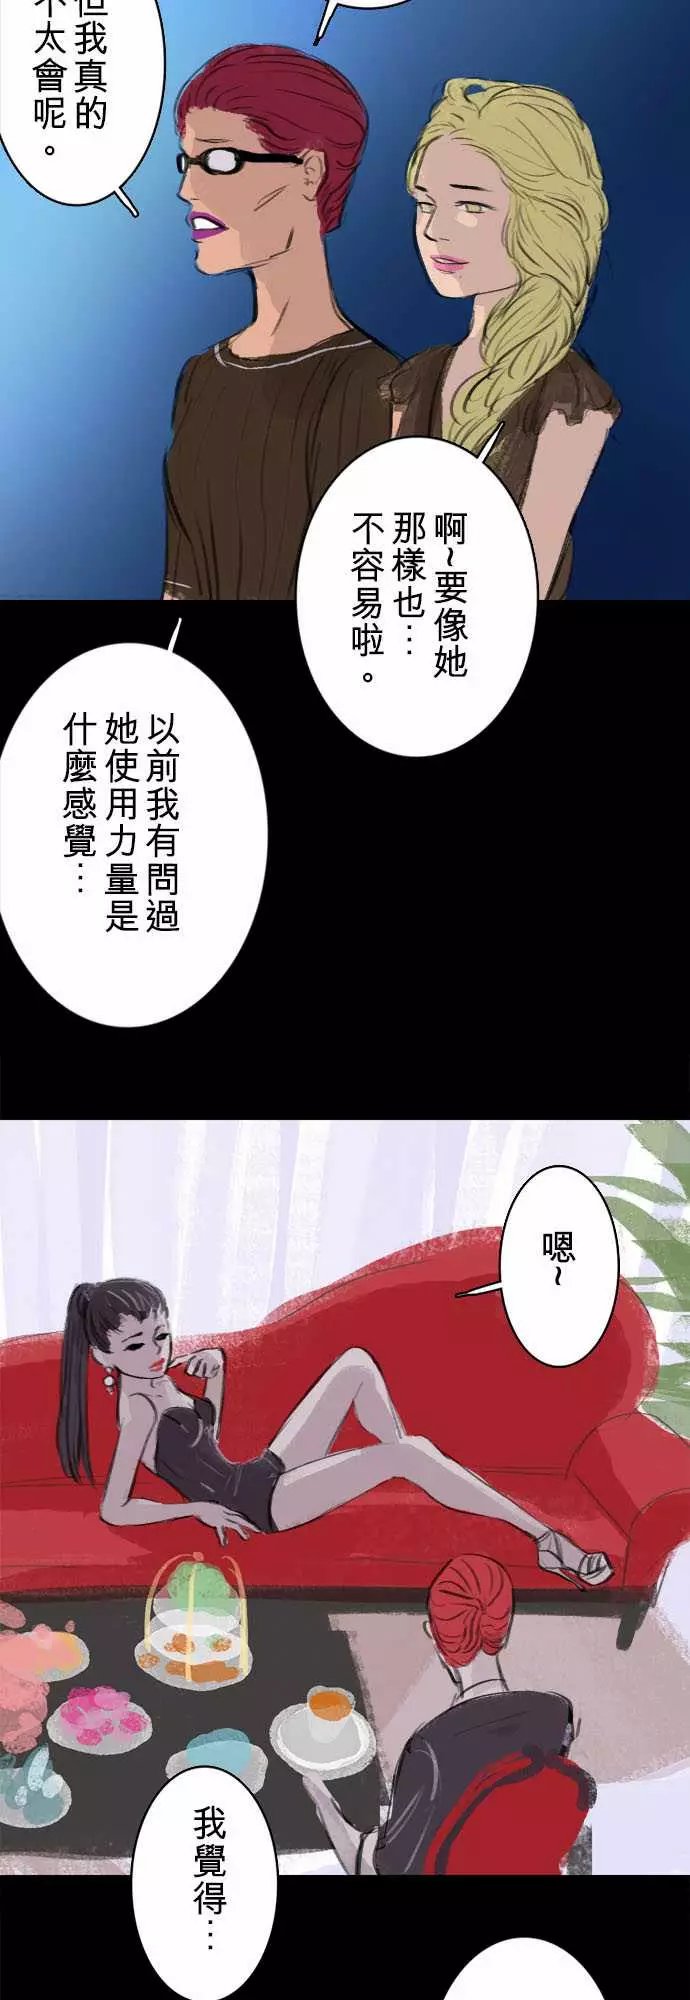 但我真的
不太會呢。
啊~要像她
那樣也…
不容易啦。
以前我有問過
她使用力量是
什麼感覺…
嗯~
我覺得…